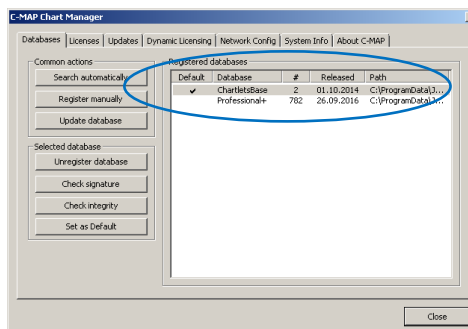 C-MAP Chart Manager
Databases Licenses Updates Dynamic Licensing Network Config System Info About C-MAP
Common actions
Search automatically
Register manually
Update database
Selected database
Unregister database
Check signature
Check integrity
Set as Default
Registered databases
Default Database # Released Path
✓ ChartletsBase 2 01.10.2014 C:\ProgramData\J...
Professional+ 782 26.09.2016 C:\ProgramData\J...
Close